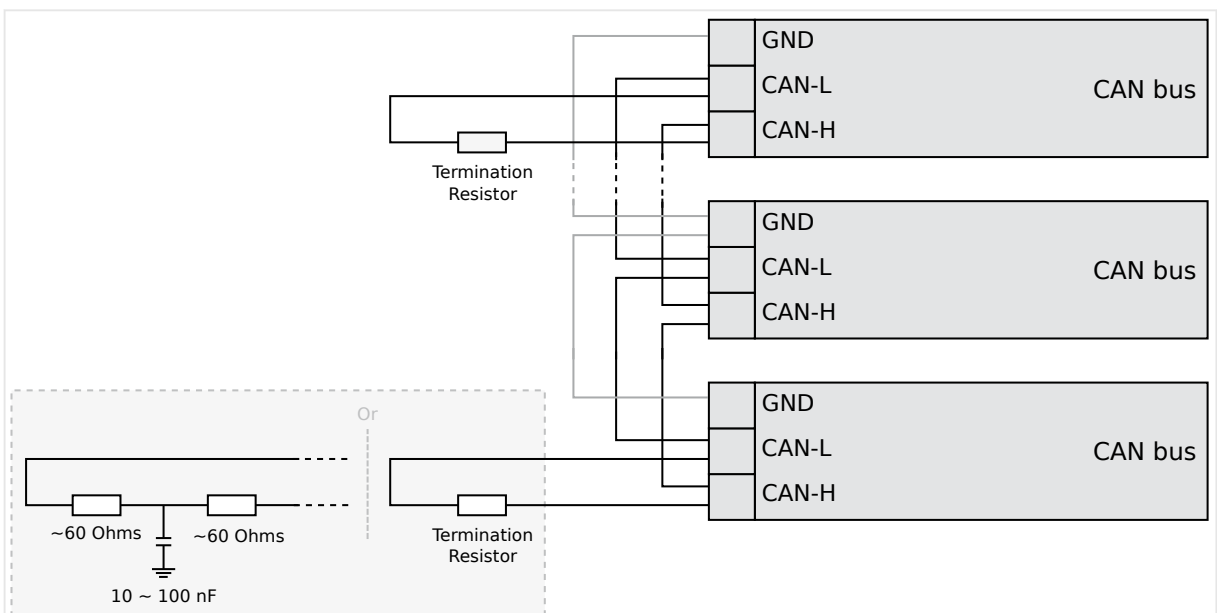 GND
CAN-L
CAN-H
CAN bus
Termination
Resistor
GND
CAN-L
CAN-H
CAN bus
GND
CAN-L
CAN-H
CAN bus
Or
~60 Ohms
~60 Ohms
10 ~ 100 nF
Termination
Resistor